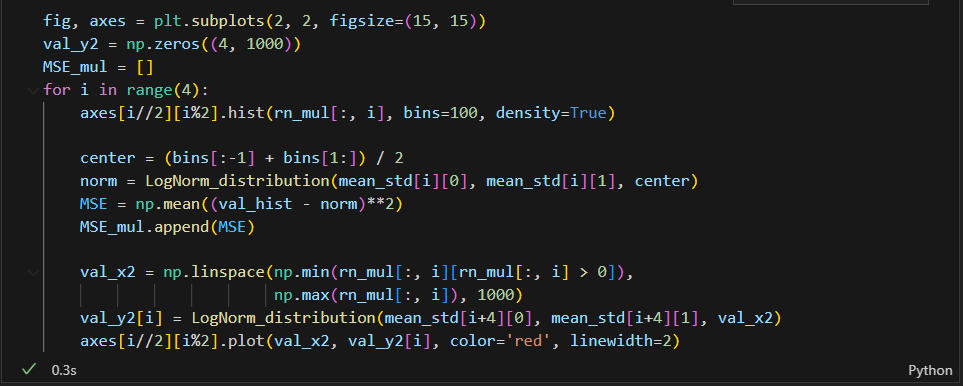 fig, axes = plt.subplots(2, 2, figsize=(15, 15))
val_y2 = np.zeros((4, 1000))
MSE_mul = []
for i in range(4):
    axes[i//2][i%2].hist(rn_mul[:, i], bins=100, density=True)

    center = (bins[:-1] + bins[1:]) / 2
    norm = LogNorm_distribution(mean_std[i][0], mean_std[i][1], center)
    MSE = np.mean((val_hist - norm)**2)
    MSE_mul.append(MSE)

    val_x2 = np.linspace(np.min(rn_mul[:, i][rn_mul[:, i] > 0]),
                         np.max(rn_mul[:, i]), 1000)
    val_y2[i] = LogNorm_distribution(mean_std[i+4][0], mean_std[i+4][1], val_x2)
    axes[i//2][i%2].plot(val_x2, val_y2[i], color='red', linewidth=2)
0.3s Python